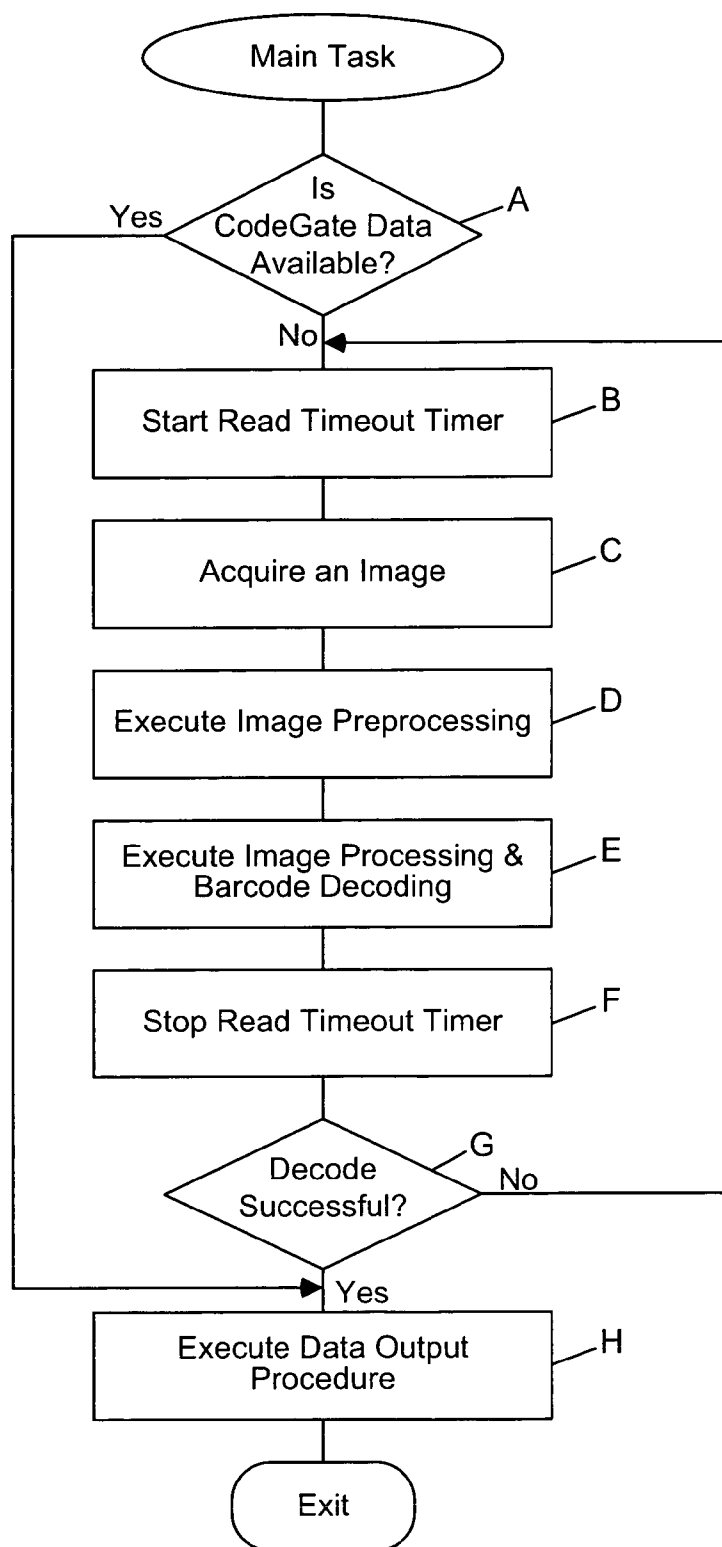 Main Task
Is
CodeGate Data
Available?
A
Yes
No
Start Read Timeout Timer
B
Acquire an Image
C
Execute Image Preprocessing
D
Execute Image Processing &
Barcode Decoding
E
Stop Read Timeout Timer
F
Decode
Successful?
G
No
Yes
Execute Data Output
Procedure
H
Exit